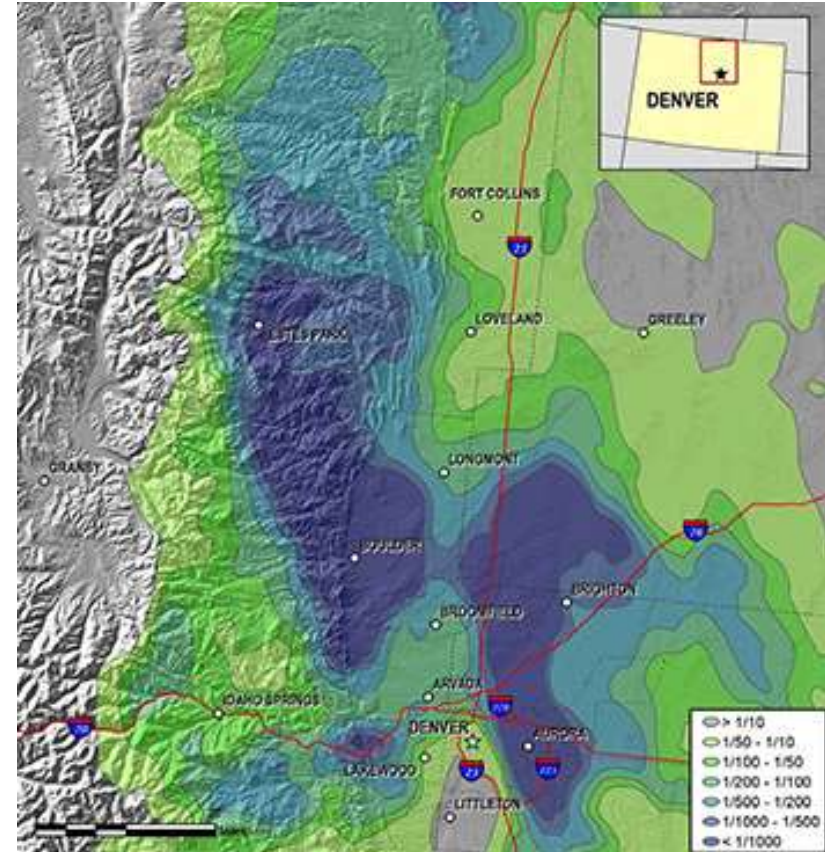 DENVER
FORT COLLINS
25
ESTES PARK
LOVELAND
GREELEY
GRANBY
LONGMONT
76
BOULDER
BRIGHTON
BROOMFIELD
ARVADA
IDAHO SPRINGS
70
DENVER
AURORA
LAKEWOOD
25
225
LITTLETON
> 1/10
1/50 - 1/10
1/100 - 1/50
1/200 - 1/100
1/500 - 1/200
1/1000 - 1/500
< 1/1000